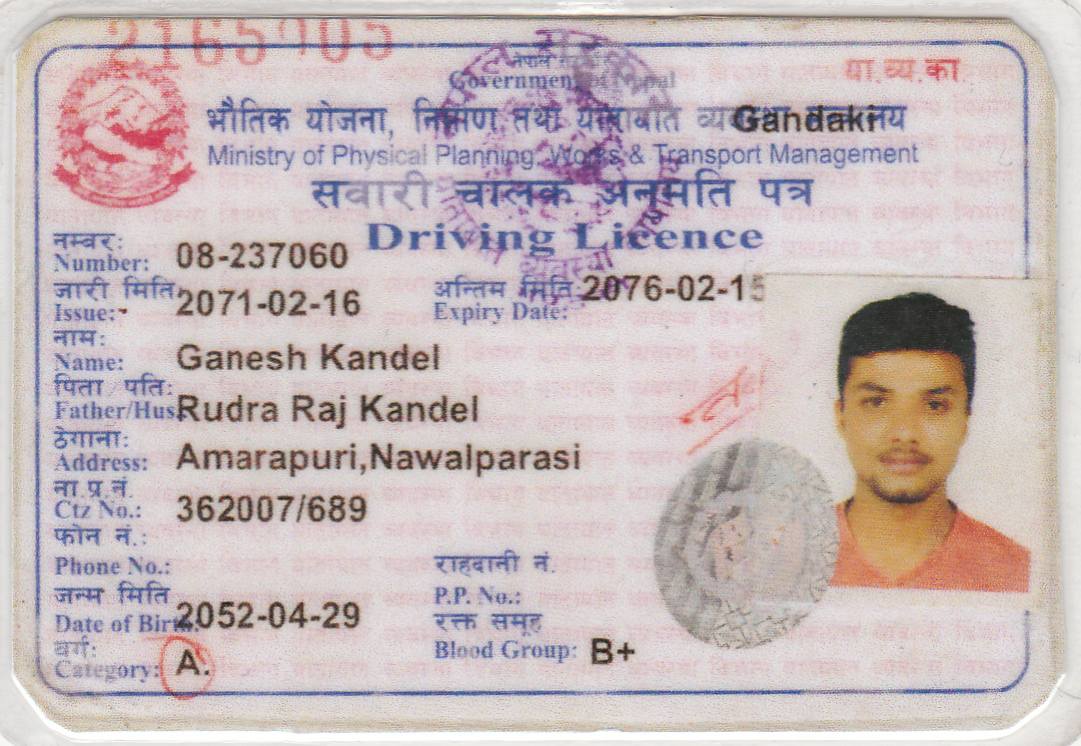 2165905
नेपाल सरकार
Government of Nepal
या.व्य.का.
भौतिक योजना, निर्माण तथा यातायात व्यवस्था मन्त्रालय
Gandaki
Ministry of Physical Planning, Works & Transport Management
सवारी चालक अनुमति पत्र
Driving Licence
नम्बर:
Number: 08-237060
जारी मिति: अन्तिम मिति
Issue: 2071-02-16 Expiry Date: 2076-02-15
नाम:
Name: Ganesh Kandel
पिता पति:
Father/Hus. Rudra Raj Kandel
ठेगाना:
Address: Amarapuri,Nawalparasi
ना.प्र.नं.
Ctz No.: 362007/689
फोन नं.: राहदानी नं.
Phone No.: P.P. No.:
जन्म मिति रक्त समूह
Date of Birth: 2052-04-29 Blood Group: B+
वर्ग:
Category: A.